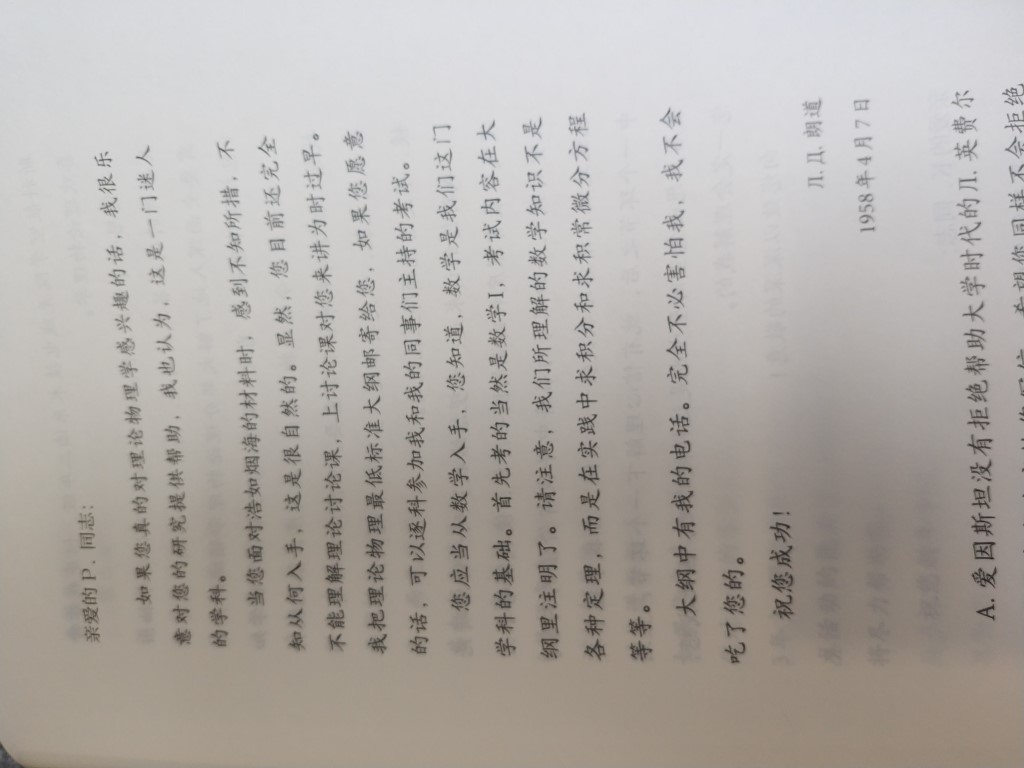 亲爱的 P. 同志：
如果您真的对理论物理学感兴趣的话，我很乐
意对您的研究提供帮助，我也认为，这是一门迷人
的学科。
当您面对浩如烟海的材料时，感到不知所措，不
知从何入手，这是很自然的。显然，您目前还完全
不能理解理论讨论课，上讨论课对您来讲为时过早。
我把理论物理最低标准大纲邮寄给您，如果您愿意
的话，可以逐科参加我和我的同事们主持的考试。
您应当从数学入手，您知道，数学是我们这门
学科的基础。首先考的当然是数学I，考试内容在大
纲里注明了。请注意，我们所理解的数学知识不是
各种定理，而是在实践中求积分和求积常微分方程
等等。
大纲中有我的电话。完全不必害怕我，我不会
吃了您的。
祝您成功！
Л. Д. 朗道
1958年4月7日
A. 爱因斯坦没有拒绝帮助大学时代的Л. 英费尔
希望您同样不会拒绝